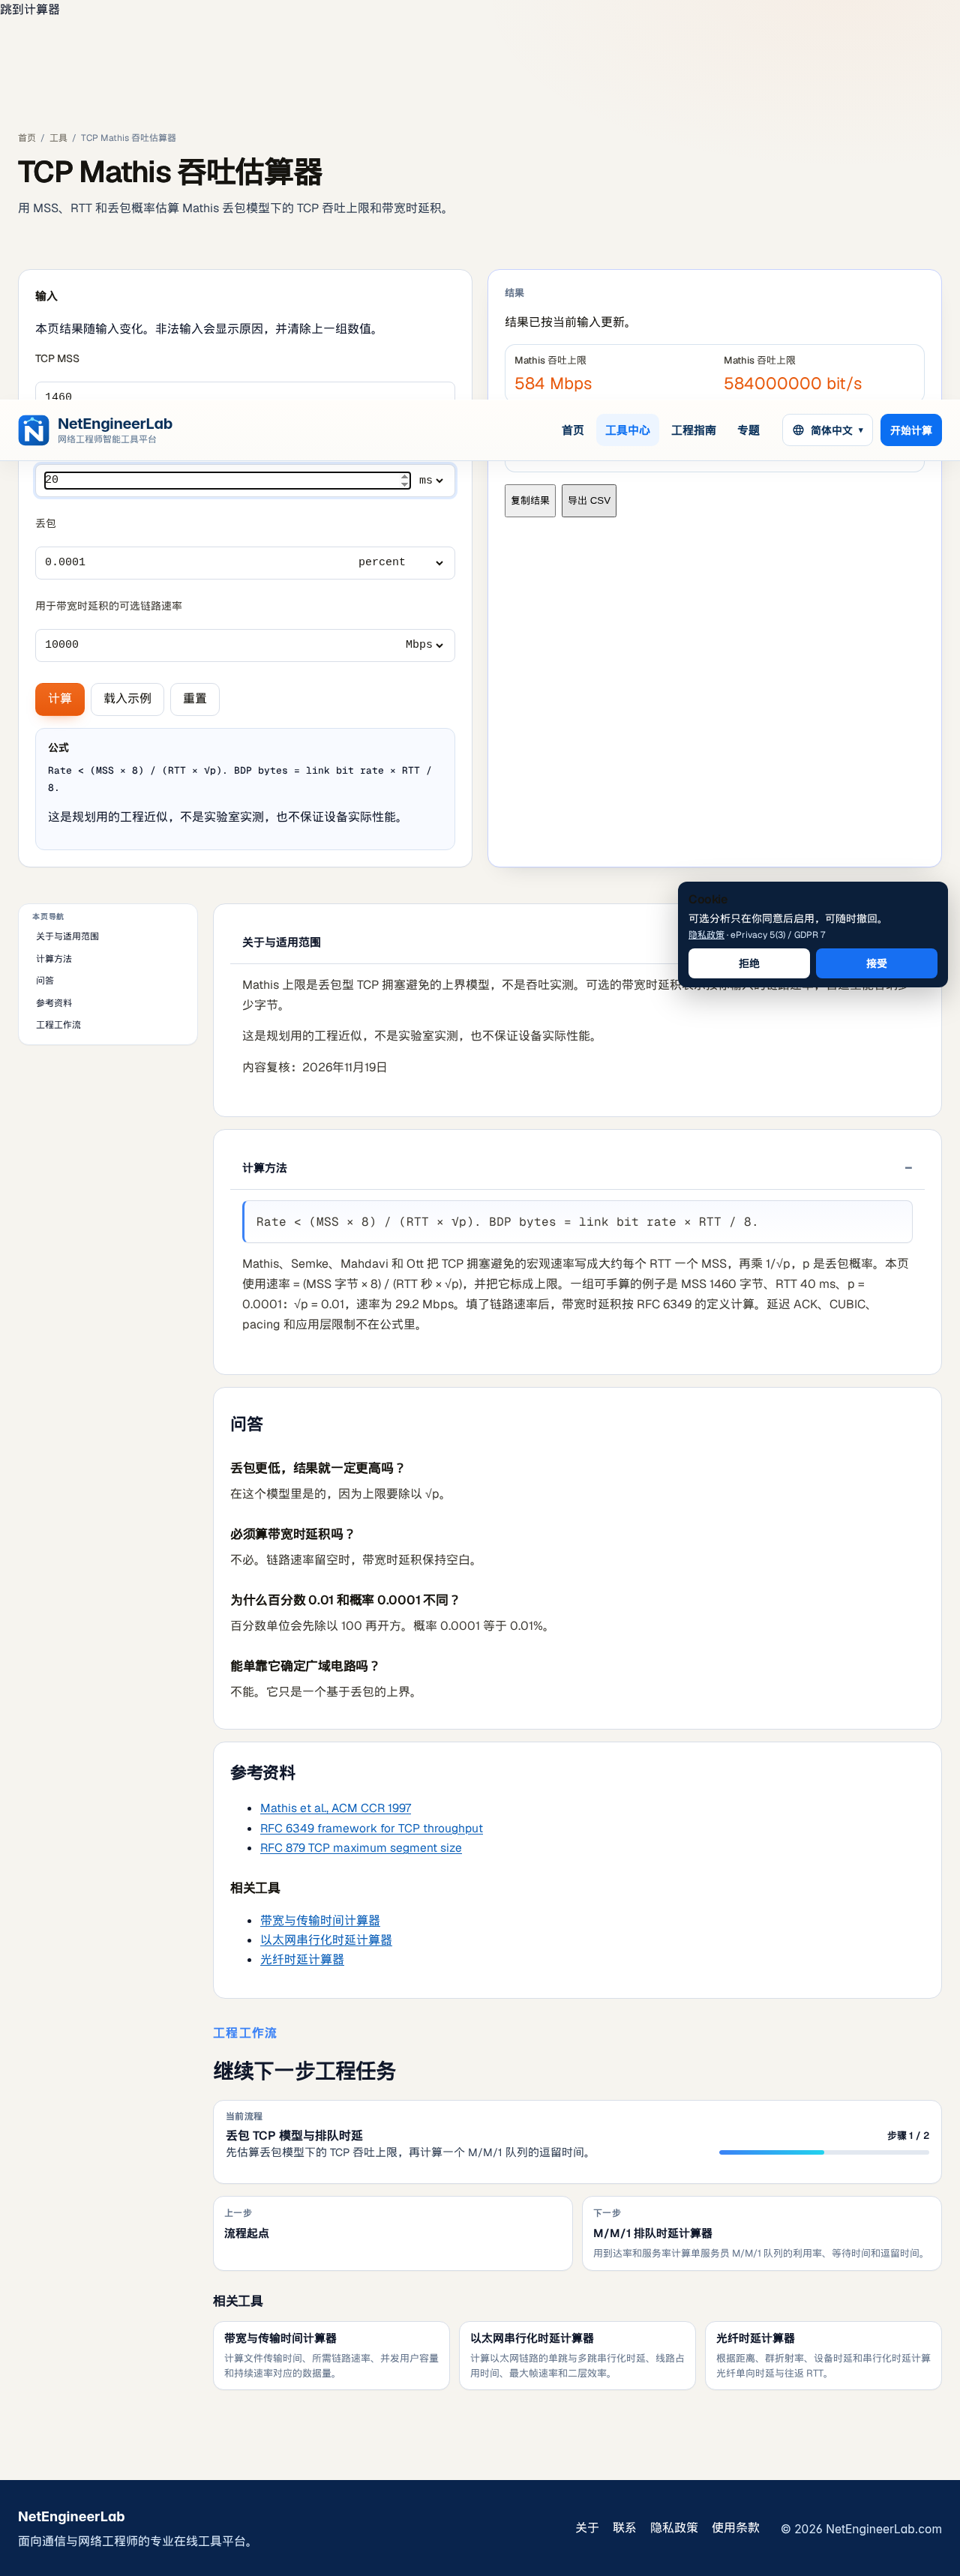 跳到计算器
首页 / 工具 / TCP Mathis 吞吐估算器
TCP Mathis 吞吐估算器
用 MSS、RTT 和丢包概率估算 Mathis 丢包模型下的 TCP 吞吐上限和带宽时延积。
输入
本页结果随输入变化。非法输入会显示原因，并清除上一组数值。
TCP MSS
1460
结果
结果已按当前输入更新。
Mathis 吞吐上限
584 Mbps
Mathis 吞吐上限
584000000 bit/s
NetEngineerLab
网络工程师智能工具平台
首页 工具中心 工程指南 专题 简体中文 ▾ 开始计算
20 ms
丢包
0.0001 percent
用于带宽时延积的可选链路速率
10000 Mbps
计算 载入示例 重置
公式
Rate < (MSS × 8) / (RTT × √p). BDP bytes = link bit rate × RTT /
8.
这是规划用的工程近似，不是实验室实测，也不保证设备实际性能。
复制结果 导出 CSV
本页导航
关于与适用范围
计算方法
问答
参考资料
工程工作流
Cookie
可选分析只在你同意后启用，可随时撤回。
隐私政策 · ePrivacy 5(3) / GDPR 7
拒绝 接受
关于与适用范围
Mathis 上限是丢包型 TCP 拥塞避免的上界模型，不是吞吐实测。可选的带宽时延积
少字节。
这是规划用的工程近似，不是实验室实测，也不保证设备实际性能。
内容复核：2026年11月19日
计算方法 −
Rate < (MSS × 8) / (RTT × √p). BDP bytes = link bit rate × RTT / 8.
Mathis、Semke、Mahdavi 和 Ott 把 TCP 拥塞避免的宏观速率写成大约每个 RTT 一个 MSS，再乘 1/√p，p 是丢包概率。本页
使用速率 = (MSS 字节 × 8) / (RTT 秒 × √p)，并把它标成上限。一组可手算的例子是 MSS 1460 字节、RTT 40 ms、p =
0.0001：√p = 0.01，速率为 29.2 Mbps。填了链路速率后，带宽时延积按 RFC 6349 的定义计算。延迟 ACK、CUBIC、
pacing 和应用层限制不在公式里。
问答
丢包更低，结果就一定更高吗？
在这个模型里是的，因为上限要除以 √p。
必须算带宽时延积吗？
不必。链路速率留空时，带宽时延积保持空白。
为什么百分数 0.01 和概率 0.0001 不同？
百分数单位会先除以 100 再开方。概率 0.0001 等于 0.01%。
能单靠它确定广域电路吗？
不能。它只是一个基于丢包的上界。
参考资料
Mathis et al., ACM CCR 1997
RFC 6349 framework for TCP throughput
RFC 879 TCP maximum segment size
相关工具
带宽与传输时间计算器
以太网串行化时延计算器
光纤时延计算器
工程工作流
继续下一步工程任务
当前流程
丢包 TCP 模型与排队时延
先估算丢包模型下的 TCP 吞吐上限，再计算一个 M/M/1 队列的逗留时间。
步骤 1 / 2
上一步
流程起点
下一步
M/M/1 排队时延计算器
用到达率和服务率计算单服务员 M/M/1 队列的利用率、等待时间和逗留时间。
相关工具
带宽与传输时间计算器
计算文件传输时间、所需链路速率、并发用户容量
和持续速率对应的数据量。
以太网串行化时延计算器
计算以太网链路的单跳与多跳串行化时延、线路占
用时间、最大帧速率和二层效率。
光纤时延计算器
根据距离、群折射率、设备时延和串行化时延计算
光纤单向时延与往返 RTT。
NetEngineerLab
面向通信与网络工程师的专业在线工具平台。
关于 联系 隐私政策 使用条款 © 2026 NetEngineerLab.com